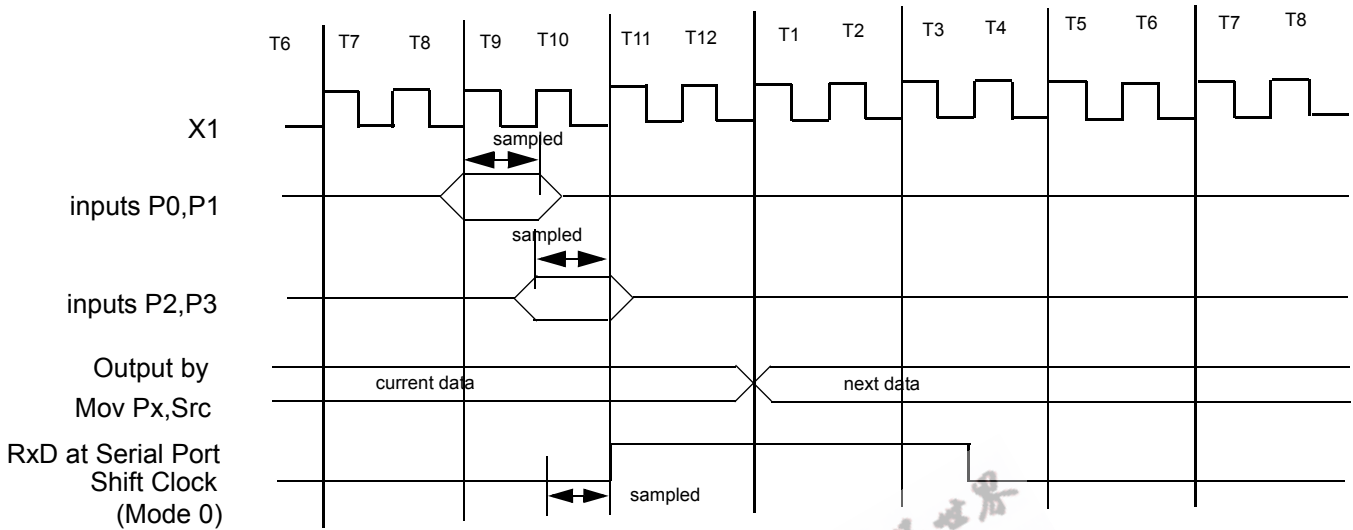 T6 T7 T8 T9 T10 T11 T12 T1 T2 T3 T4 T5 T6 T7 T8
X1
sampled
inputs P0,P1
sampled
inputs P2,P3
Output by
current data next data
Mov Px,Src
RxD at Serial Port
Shift Clock
sampled
(Mode 0)